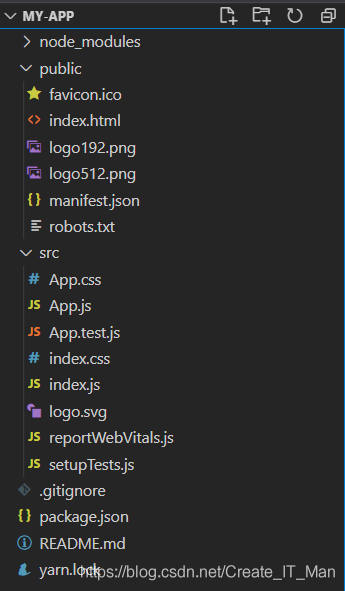 MY-APP
node_modules
public
favicon.ico
index.html
logo192.png
logo512.png
manifest.json
robots.txt
src
App.css
App.js
App.test.js
index.css
index.js
logo.svg
reportWebVitals.js
setupTests.js
.gitignore
package.json
README.md
yarn.lock
https://blog.csdn.net/Create_IT_Man